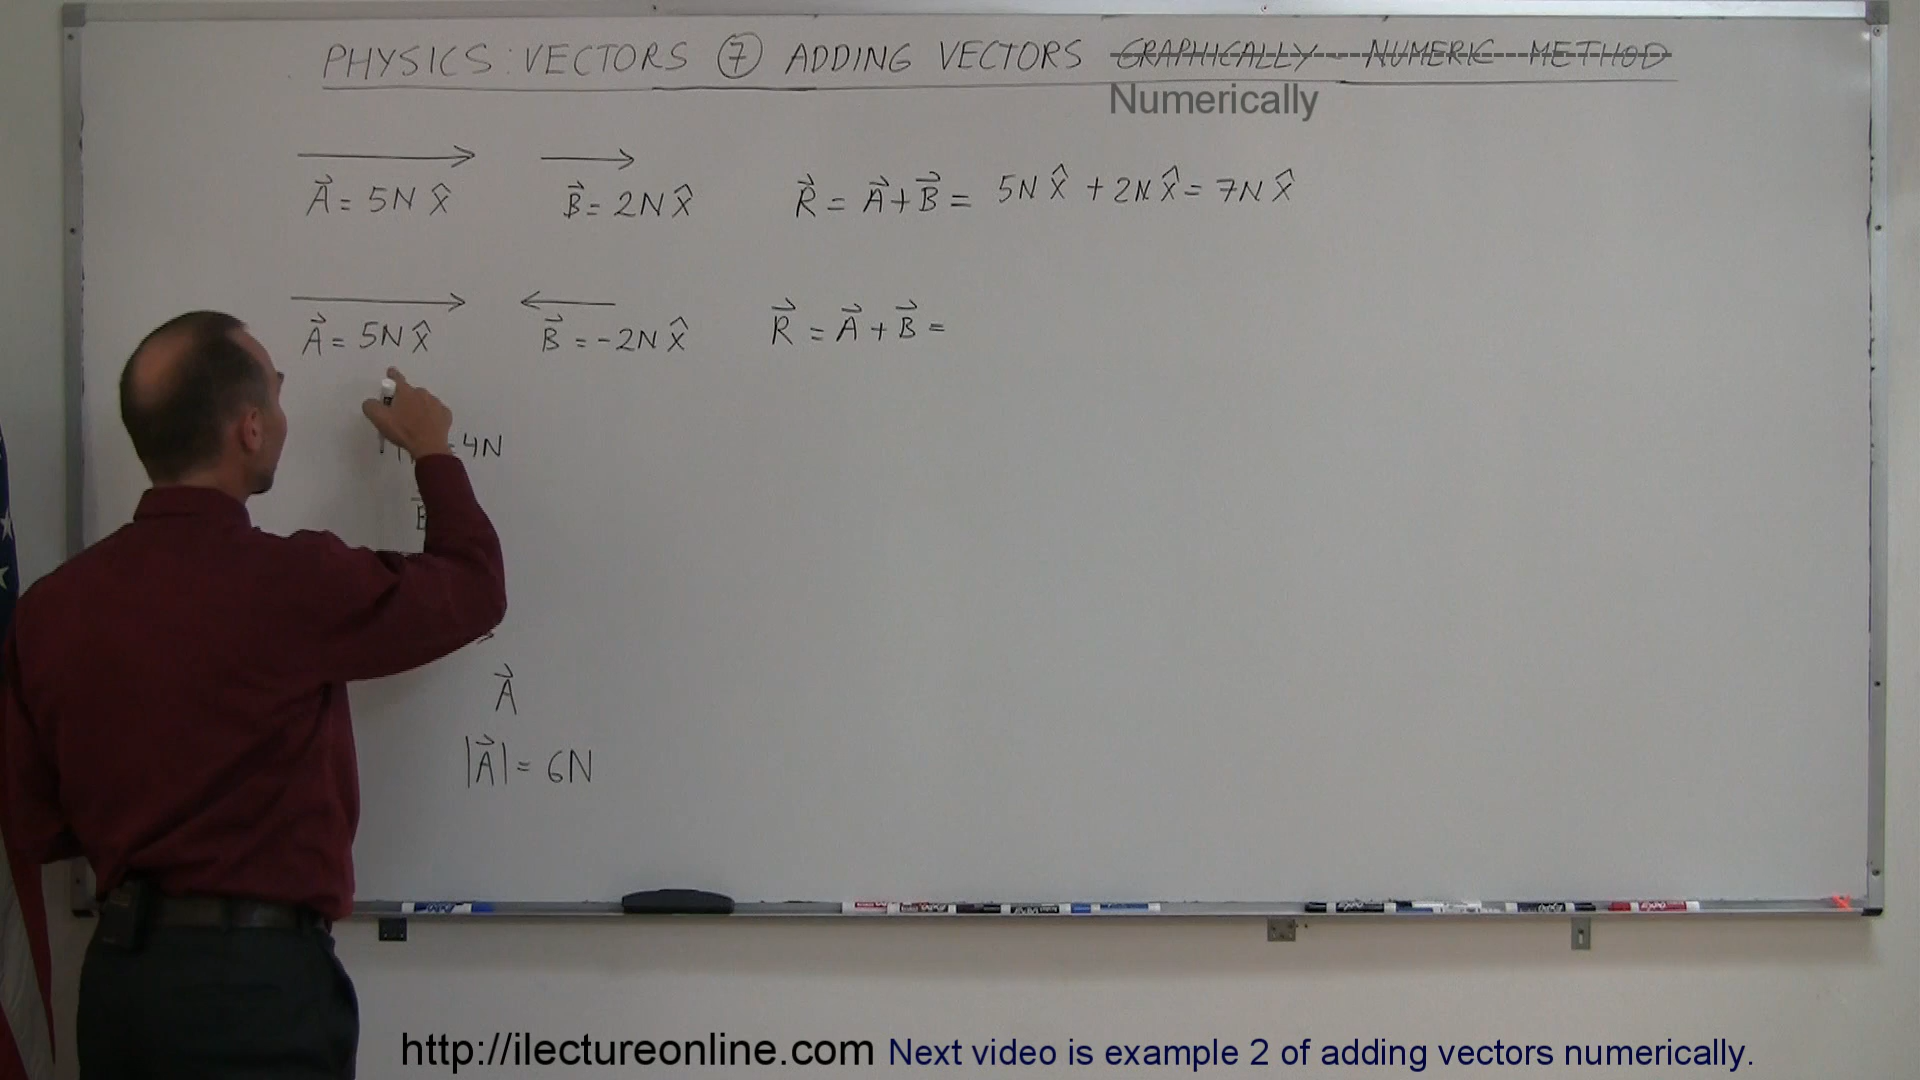 PHYSICS: VECTORS ⑦ ADDING VECTORS GRAPHICALLY - NUMERIC METHOD
Numerically
A⃗ = 5N x̂ B⃗ = 2N x̂ R⃗ = A⃗ + B⃗ = 5N x̂ + 2N x̂ = 7N x̂
A⃗ = 5N x̂ B⃗ = -2N x̂ R⃗ = A⃗ + B⃗ =
4N
A⃗
|A⃗| = 6N
http://ilectureonline.com Next video is example 2 of adding vectors numerically.